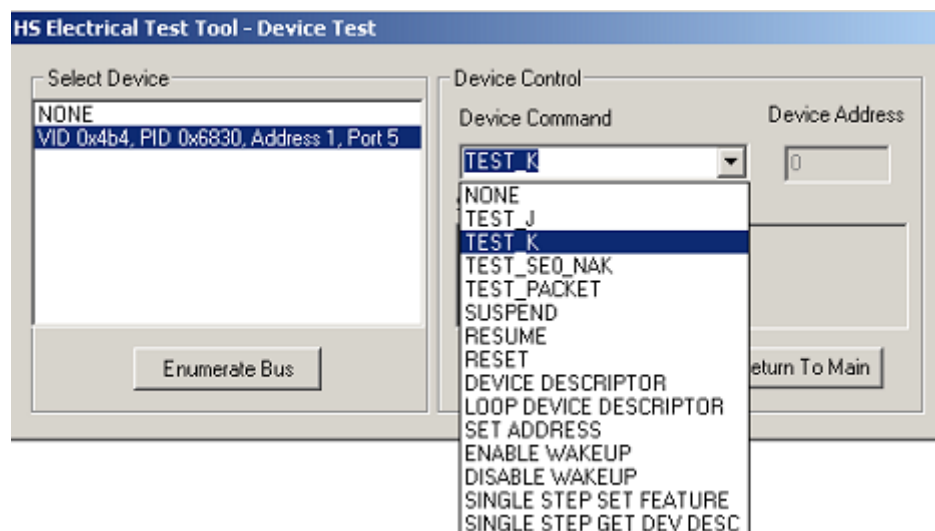 HS Electrical Test Tool - Device Test
Select Device
NONE
VID 0x4b4, PID 0x6830, Address 1, Port 5
Enumerate Bus
Device Control
Device Command
Device Address
TEST_K
0
NONE
TEST_J
TEST_K
TEST_SE0_NAK
TEST_PACKET
SUSPEND
RESUME
RESET
DEVICE DESCRIPTOR
LOOP DEVICE DESCRIPTOR
SET ADDRESS
ENABLE WAKEUP
DISABLE WAKEUP
SINGLE STEP SET FEATURE
SINGLE STEP GET DEV DESC
eturn To Main